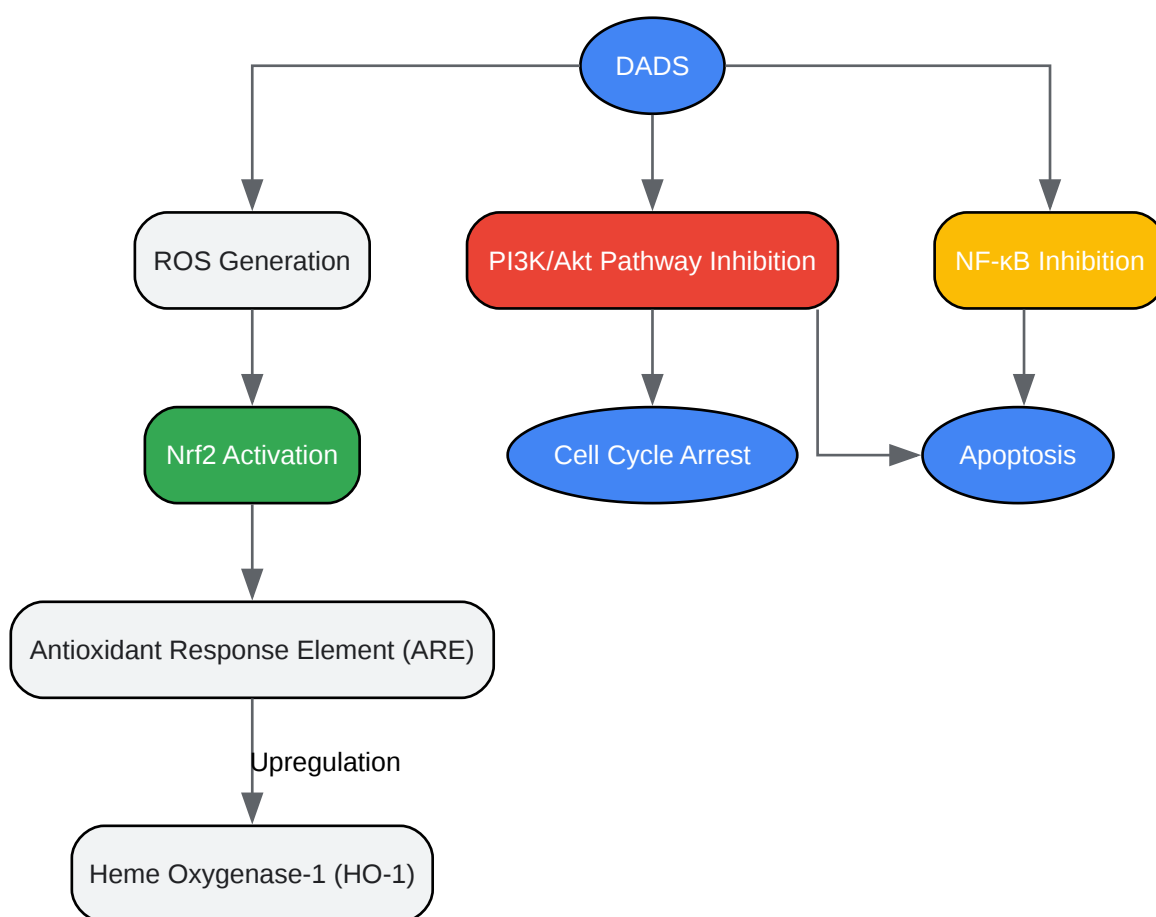 DADS
ROS Generation
PI3K/Akt Pathway Inhibition
NF-κB Inhibition
Nrf2 Activation
Cell Cycle Arrest
Apoptosis
Antioxidant Response Element (ARE)
Upregulation
Heme Oxygenase-1 (HO-1)